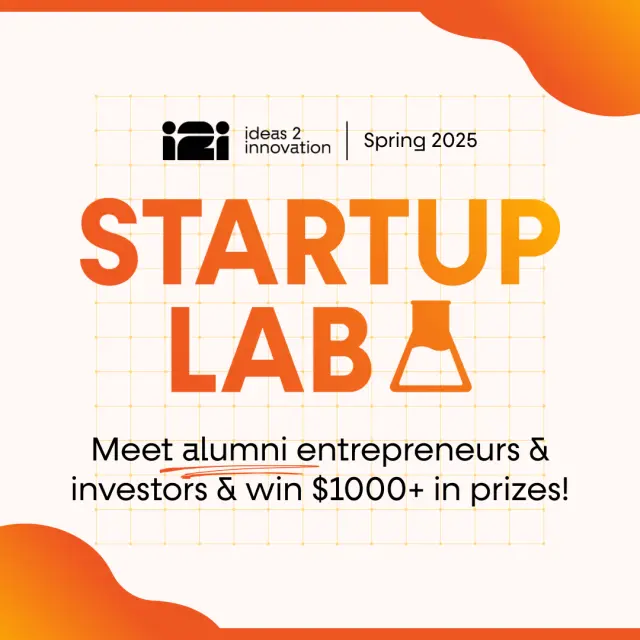 i2i ideas 2 innovation | Spring 2025
STARTUP
LAB
Meet alumni entrepreneurs &
investors & win $1000+ in prizes!